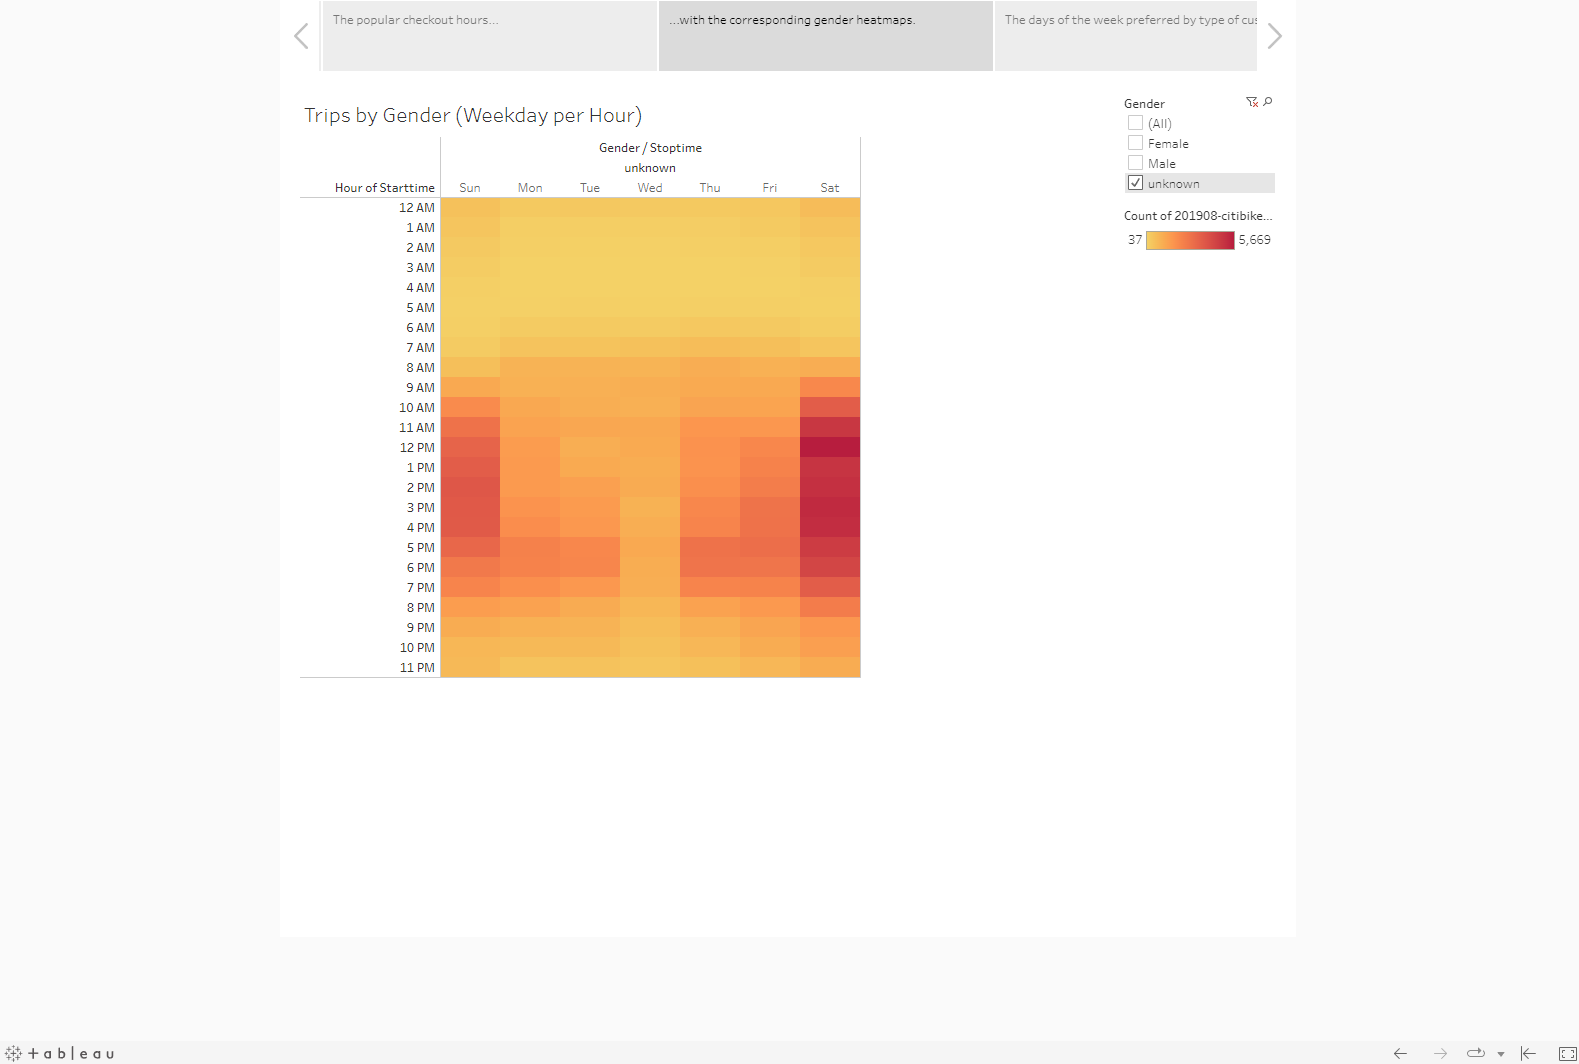 The popular checkout hours...
...with the corresponding gender heatmaps.
The days of the week preferred by type of cus
Trips by Gender (Weekday per Hour)
Gender / Stoptime
unknown
Hour of Starttime Sun Mon Tue Wed Thu Fri Sat
12 AM
1 AM
2 AM
3 AM
4 AM
5 AM
6 AM
7 AM
8 AM
9 AM
10 AM
11 AM
12 PM
1 PM
2 PM
3 PM
4 PM
5 PM
6 PM
7 PM
8 PM
9 PM
10 PM
11 PM
Gender
(All)
Female
Male
unknown
Count of 201908-citibike...
37 5,669
+ a b | e a u